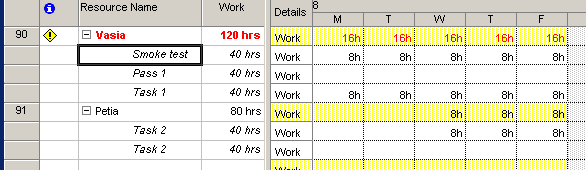 Resource Name Work Details 8
M T W T F
90 Vasia 120 hrs Work 16h 16h 16h 16h 16h
Smoke test 40 hrs Work 8h 8h 8h 8h 8h
Pass 1 40 hrs Work
Task 1 40 hrs Work 8h 8h 8h 8h 8h
91 Petia 80 hrs Work 8h 8h 8h
Task 2 40 hrs Work 8h 8h 8h
Task 2 40 hrs Work
Work